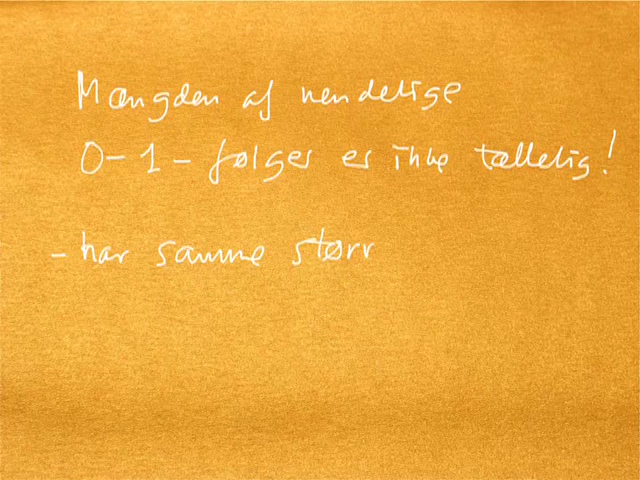 Mængden af uendelige
0-1-følger er ikke tællelig!
- har samme størr